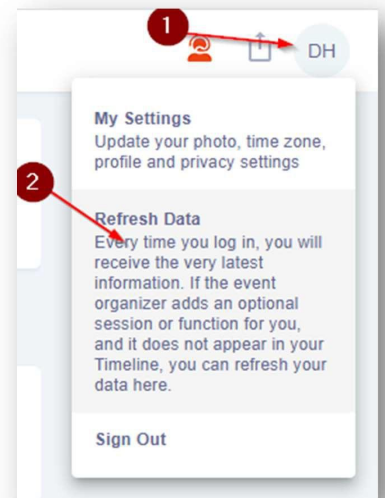 1
DH
My Settings
Update your photo, time zone,
profile and privacy settings
2
Refresh Data
Every time you log in, you will
receive the very latest
information. If the event
organizer adds an optional
session or function for you,
and it does not appear in your
Timeline, you can refresh your
data here.
Sign Out